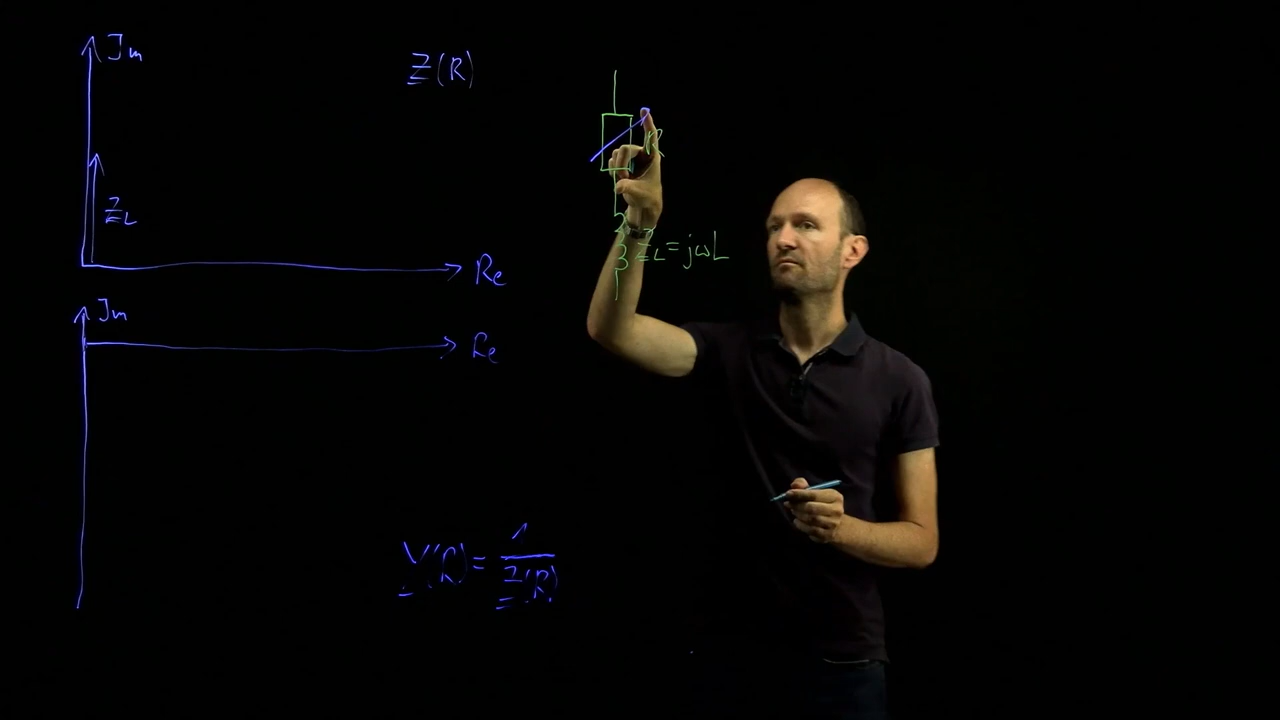 Im
Z(R)
R
Z_L
Z_L=jωL
Re
Im
Re
Y(R)=1/Z(R)